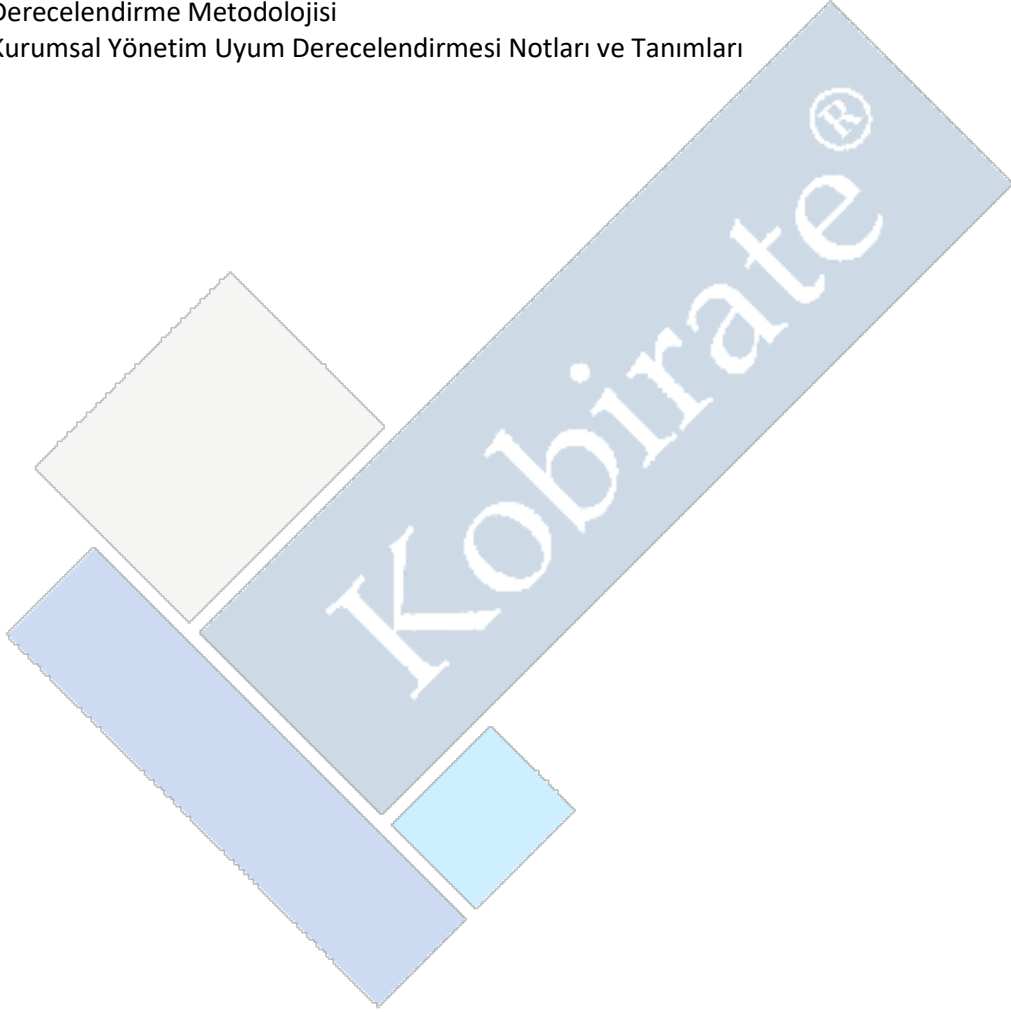 Derecelendirme Metodolojisi
Kurumsal Yönetim Uyum Derecelendirmesi Notları ve Tanımları
Kobirate®